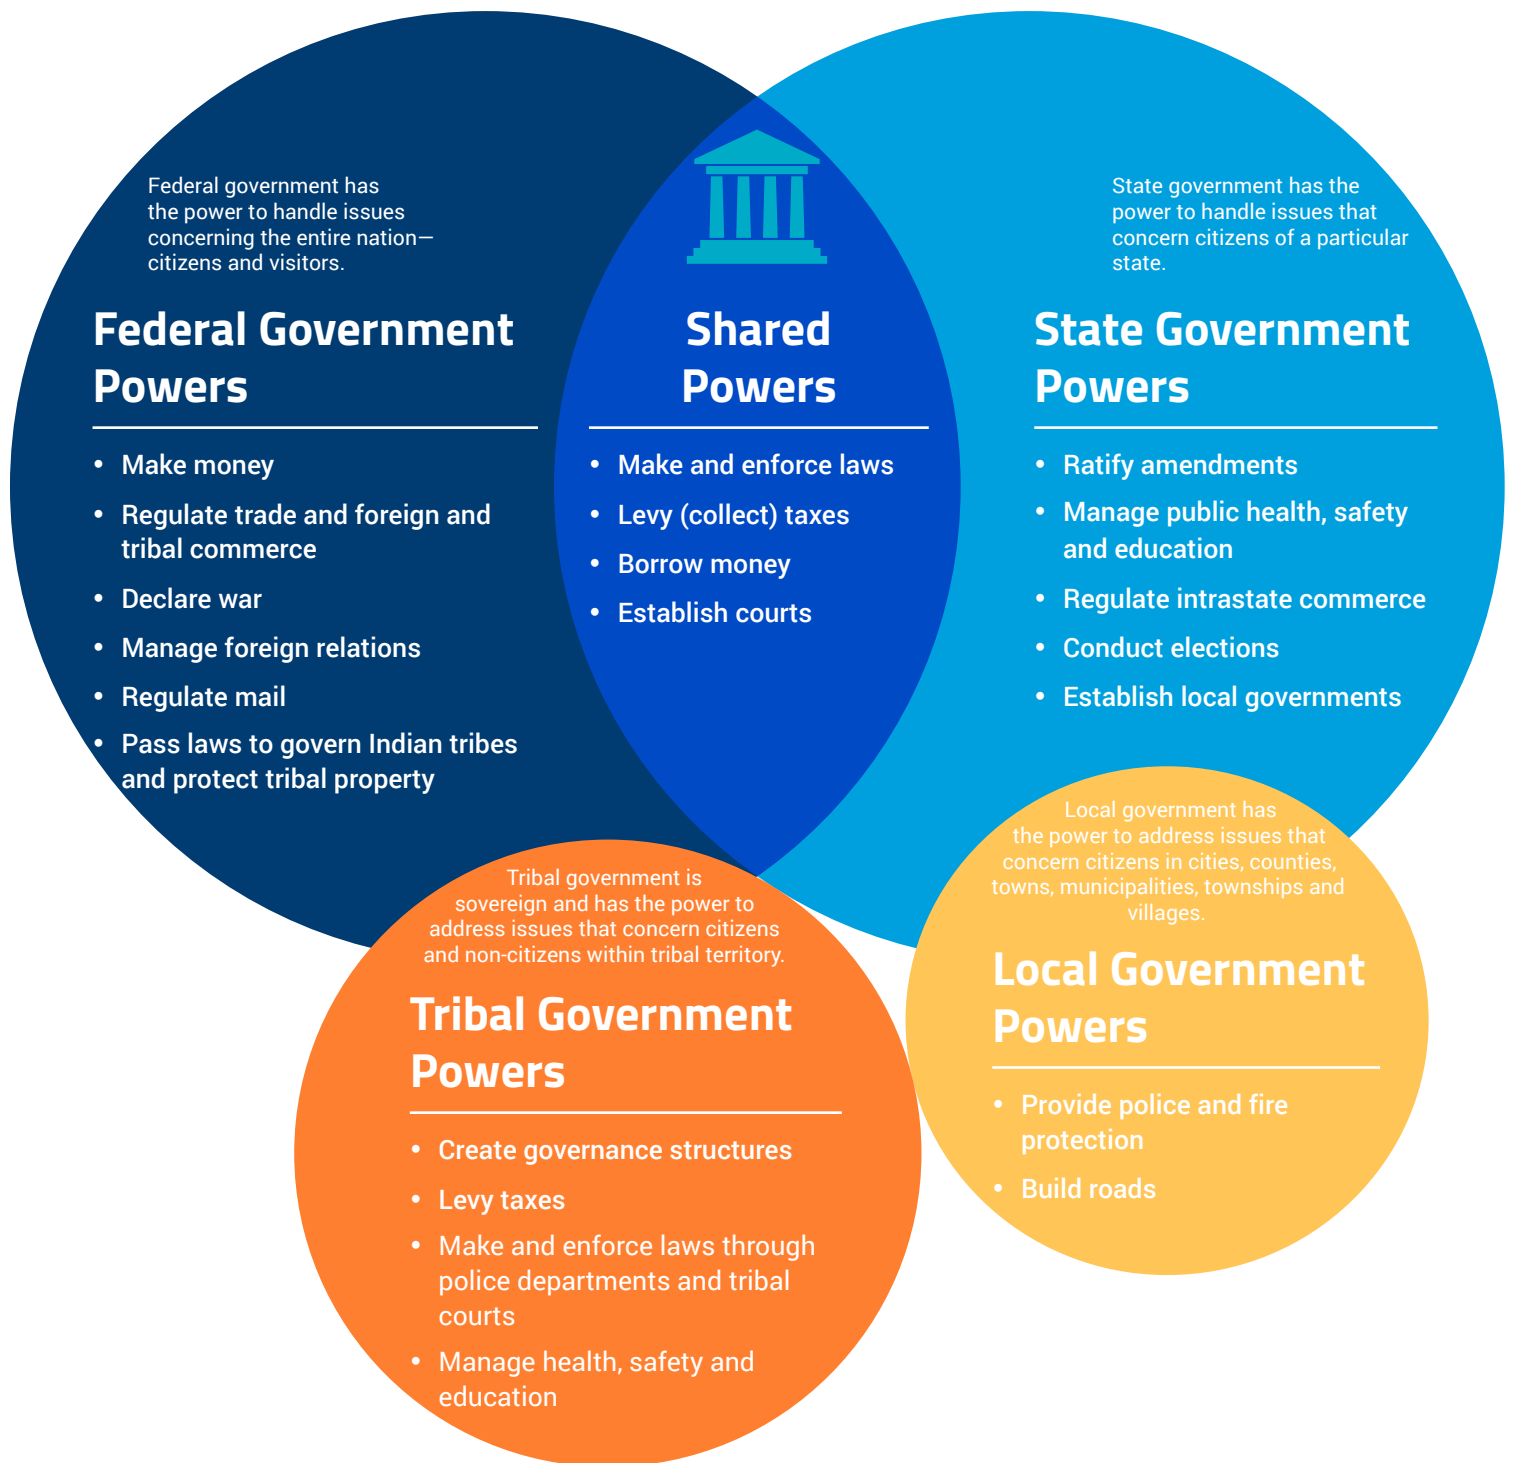 Federal government has
the power to handle issues
concerning the entire nation—
citizens and visitors.
Federal Government
Powers
• Make money
• Regulate trade and foreign and
tribal commerce
• Declare war
• Manage foreign relations
• Regulate mail
• Pass laws to govern Indian tribes
and protect tribal property
Shared
Powers
• Make and enforce laws
• Levy (collect) taxes
• Borrow money
• Establish courts
State government has the
power to handle issues that
concern citizens of a particular
state.
State Government
Powers
• Ratify amendments
• Manage public health, safety
and education
• Regulate intrastate commerce
• Conduct elections
• Establish local governments
Tribal government is
sovereign and has the power to
address issues that concern citizens
and non-citizens within tribal territory.
Tribal Government
Powers
• Create governance structures
• Levy taxes
• Make and enforce laws through
police departments and tribal
courts
• Manage health, safety and
education
Local government has
the power to address issues that
concern citizens in cities, counties,
towns, municipalities, townships and
villages.
Local Government
Powers
• Provide police and fire
protection
• Build roads